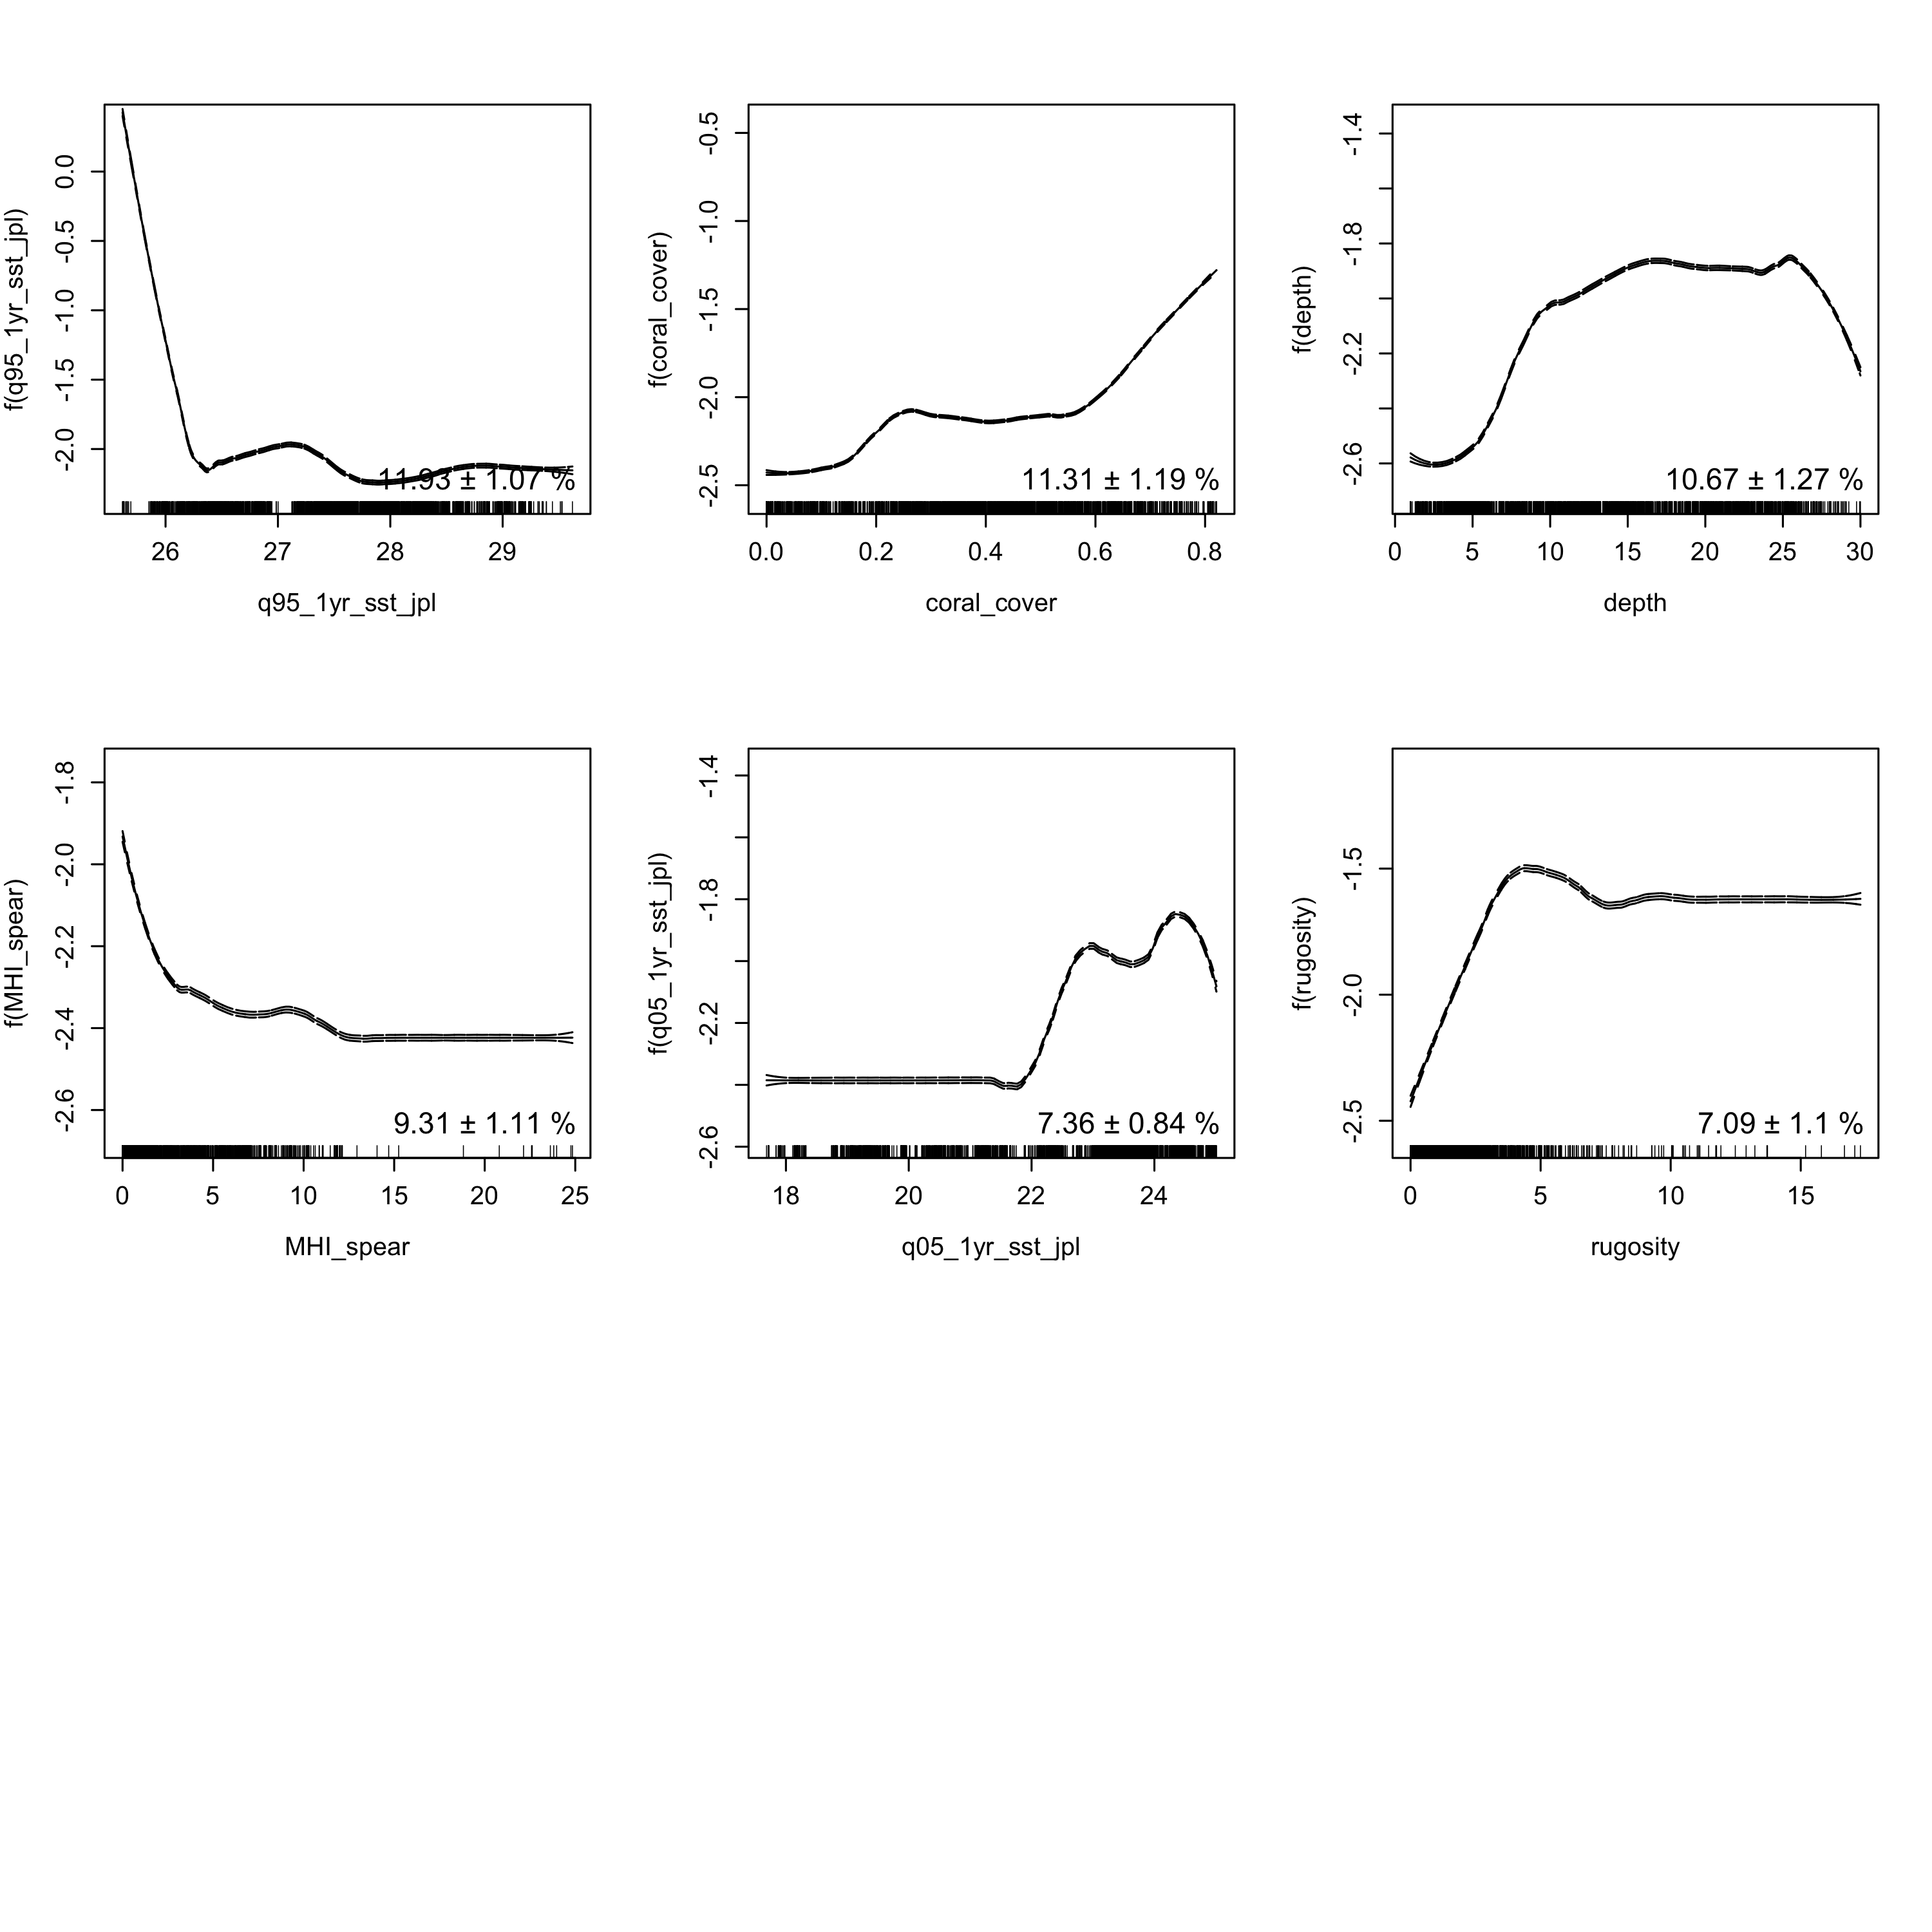 f(q95_1yr_sst_jpl)
0.0
-0.5
-1.0
-1.5
-2.0
11.93 ± 1.07 %
26 27 28 29
q95_1yr_sst_jpl
f(coral_cover)
-0.5
-1.0
-1.5
-2.0
-2.5
11.31 ± 1.19 %
0.0 0.2 0.4 0.6 0.8
coral_cover
f(depth)
-1.4
-1.8
-2.2
-2.6
10.67 ± 1.27 %
0 5 10 15 20 25 30
depth
f(MHI_spear)
-1.8
-2.0
-2.2
-2.4
-2.6
9.31 ± 1.11 %
0 5 10 15 20 25
MHI_spear
f(q05_1yr_sst_jpl)
-1.4
-1.8
-2.2
-2.6
7.36 ± 0.84 %
18 20 22 24
q05_1yr_sst_jpl
f(rugosity)
-1.5
-2.0
-2.5
7.09 ± 1.1 %
0 5 10 15
rugosity